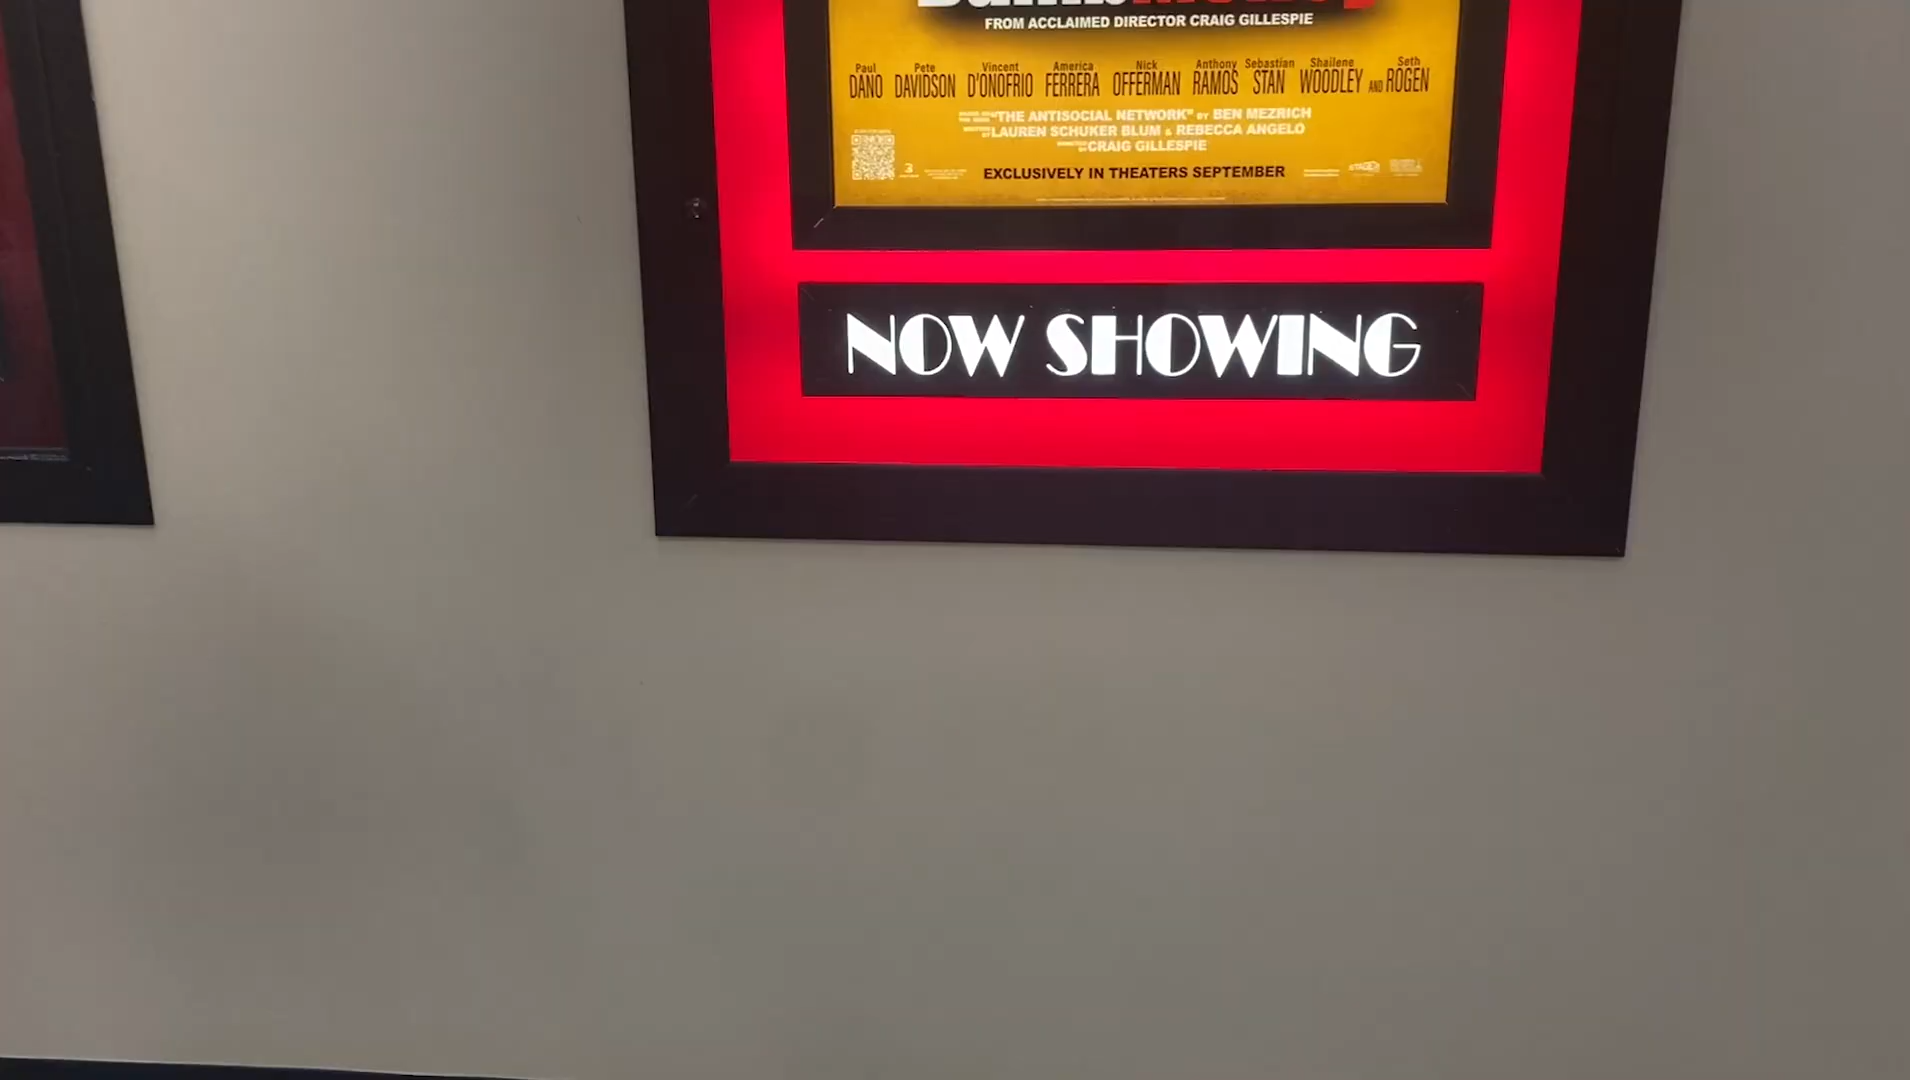 FROM ACCLAIMED DIRECTOR CRAIG GILLESPIE
Paul DANO Pete DAVIDSON Vincent D'ONOFRIO America FERRERA Nick OFFERMAN Anthony RAMOS Sebastian STAN Shailene WOODLEY AND Seth ROGEN
"THE ANTISOCIAL NETWORK" BY BEN MEZRICH
LAUREN SCHUKER BLUM & REBECCA ANGELO
CRAIG GILLESPIE
EXCLUSIVELY IN THEATERS SEPTEMBER
NOW SHOWING